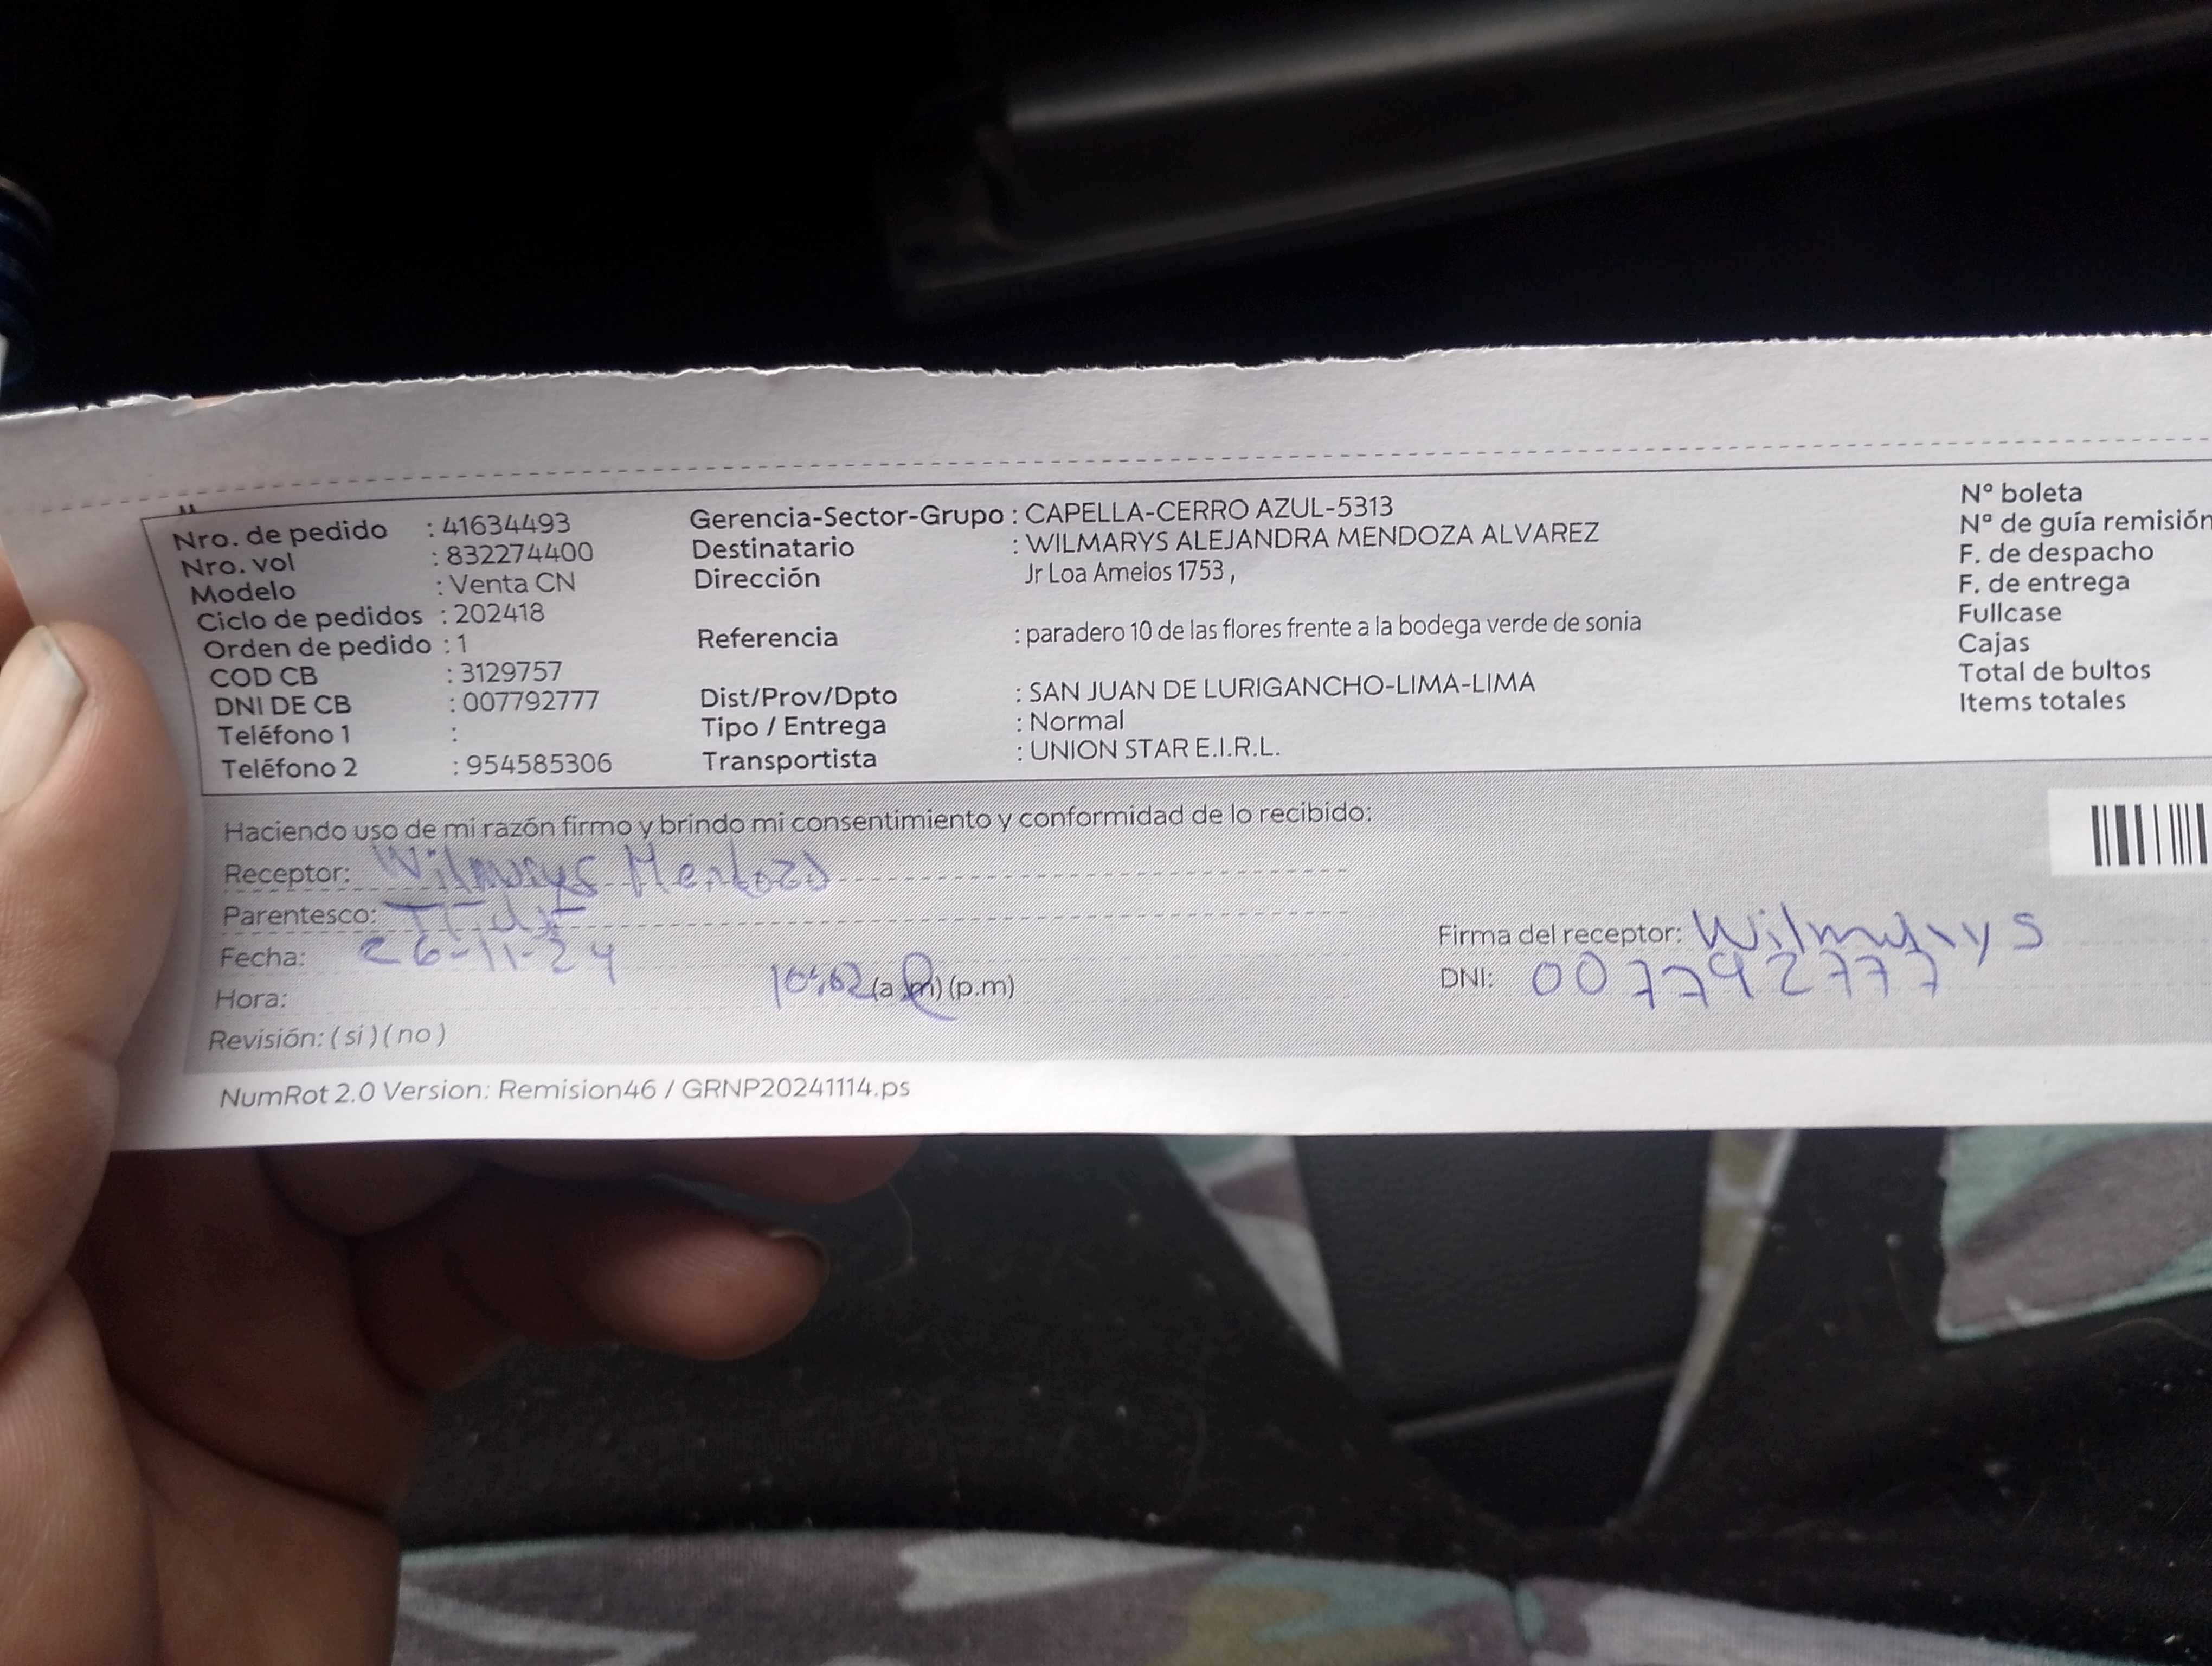 Nro. de pedido : 41634493
Nro. vol : 832274400
Modelo : Venta CN
Ciclo de pedidos : 202418
Orden de pedido : 1
COD CB : 3129757
DNI DE CB : 007792777
Teléfono 1 :
Teléfono 2 : 954585306
Gerencia-Sector-Grupo : CAPELLA-CERRO AZUL-5313
Destinatario : WILMARYS ALEJANDRA MENDOZA ALVAREZ
Dirección Jr Loa Amelos 1753 ,
Referencia : paradero 10 de las flores frente a la bodega verde de sonia
Dist/Prov/Dpto : SAN JUAN DE LURIGANCHO-LIMA-LIMA
Tipo / Entrega : Normal
Transportista : UNION STAR E.I.R.L.
N° boleta
N° de guía remisión
F. de despacho
F. de entrega
Fullcase
Cajas
Total de bultos
Items totales
Haciendo uso de mi razón firmo y brindo mi consentimiento y conformidad de lo recibido:
Receptor: Wilmarys Mendoza
Parentesco:
Fecha: 26-11-24
Hora: (a.m) (p.m)
Revisión: ( si ) ( no )
Firma del receptor: Wilmarys
DNI: 007792777
NumRot 2.0 Version: Remision46 / GRNP20241114.ps